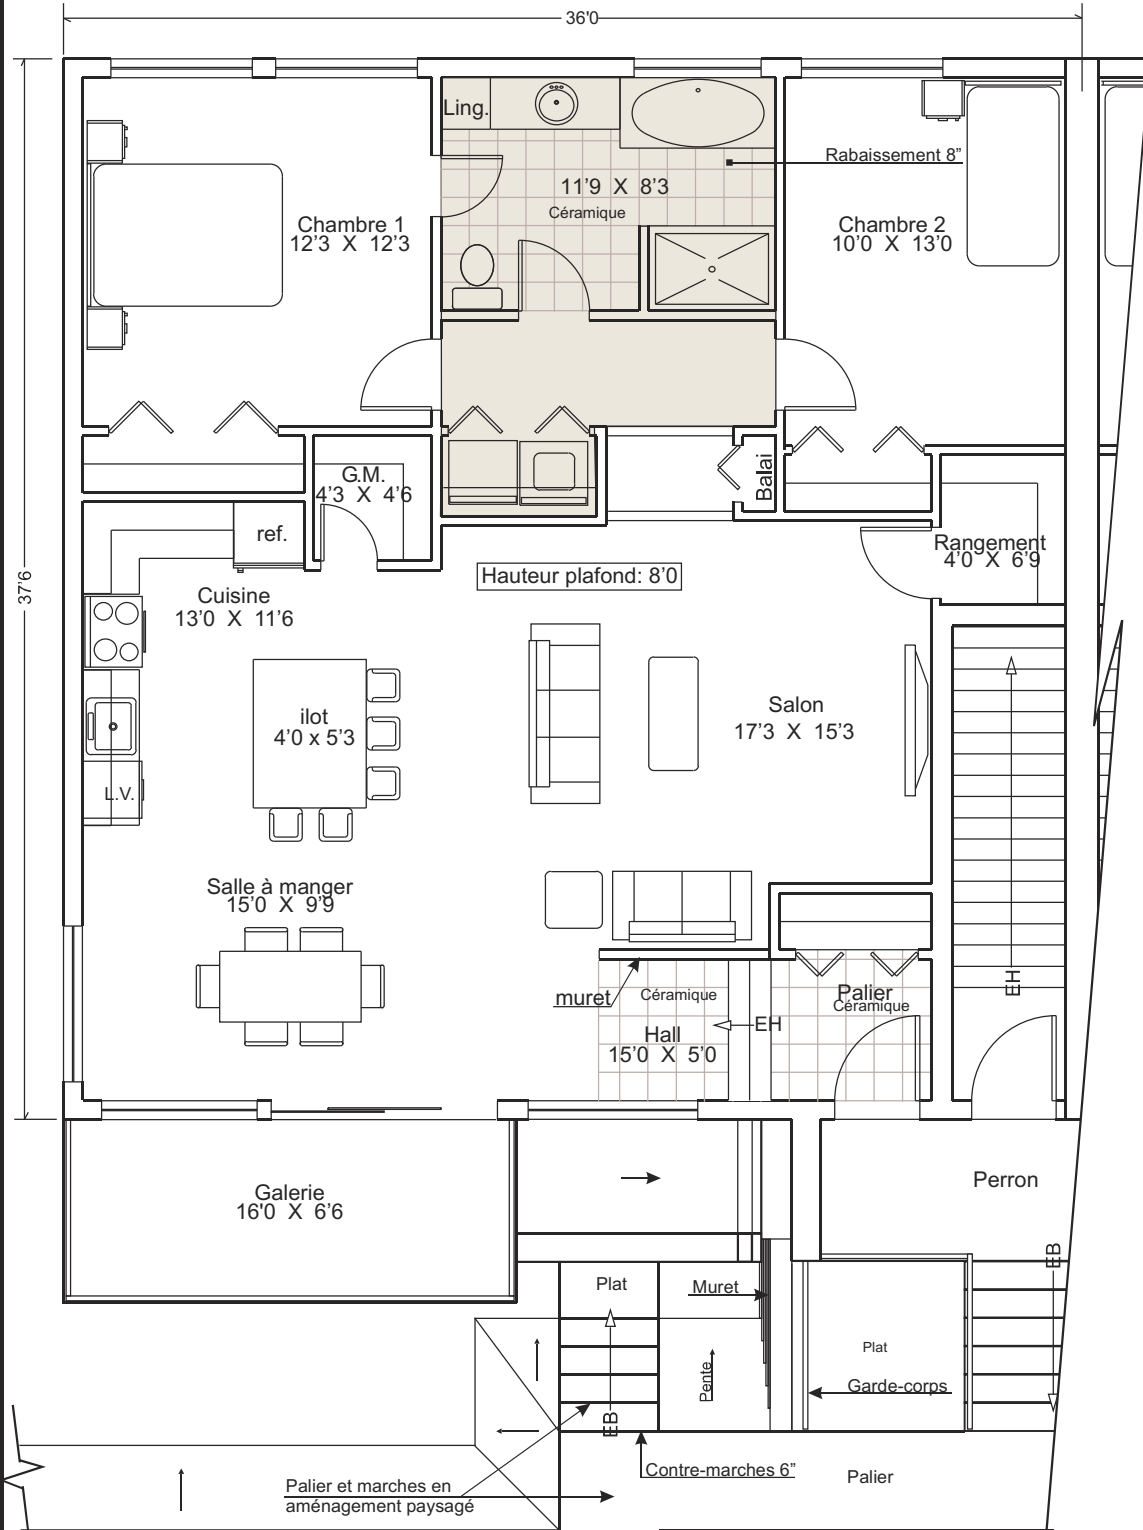 36'0
Ling.
Rabaissement 8"
11'9 X 8'3
Céramique
Chambre 1
12'3 X 12'3
Chambre 2
10'0 X 13'0
G.M.
4'3 X 4'6
Balai
ref.
Rangement
4'0 X 6'9
Hauteur plafond: 8'0
37'6
Cuisine
13'0 X 11'6
ilot
4'0 x 5'3
Salon
17'3 X 15'3
L.V.
Salle à manger
15'0 X 9'9
EH
muret
Céramique
Palier
Céramique
EH
Hall
15'0 X 5'0
Galerie
16'0 X 6'6
Perron
EB
Plat
Muret
Plat
Pente
Garde-corps
EB
Contre-marches 6"
Palier
Palier et marches en
aménagement paysagé